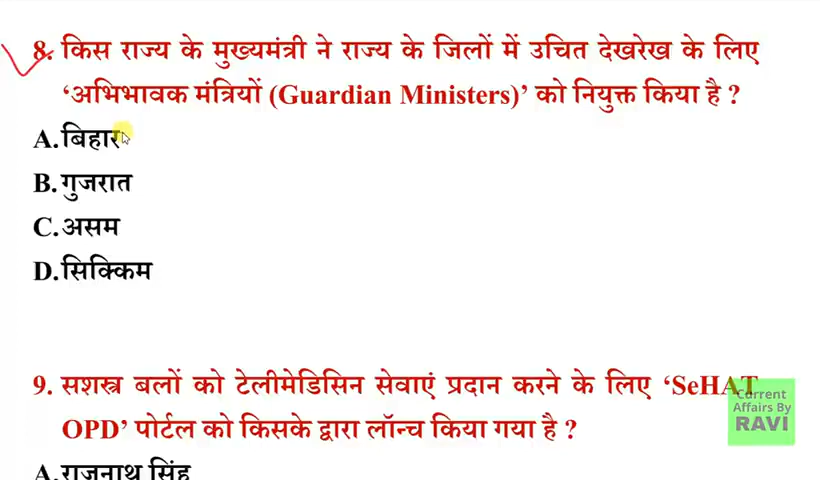 8. किस राज्य के मुख्यमंत्री ने राज्य के जिलों में उचित देखरेख के लिए
‘अभिभावक मंत्रियों (Guardian Ministers)’ को नियुक्त किया है ?
A.बिहार
B.गुजरात
C.असम
D.सिक्किम
9. सशस्त्र बलों को टेलीमेडिसिन सेवाएं प्रदान करने के लिए ‘SeHAT
OPD’ पोर्टल को किसके द्वारा लॉन्च किया गया है ?
A.राजनाथ सिंह
Current
Affairs By
RAVI